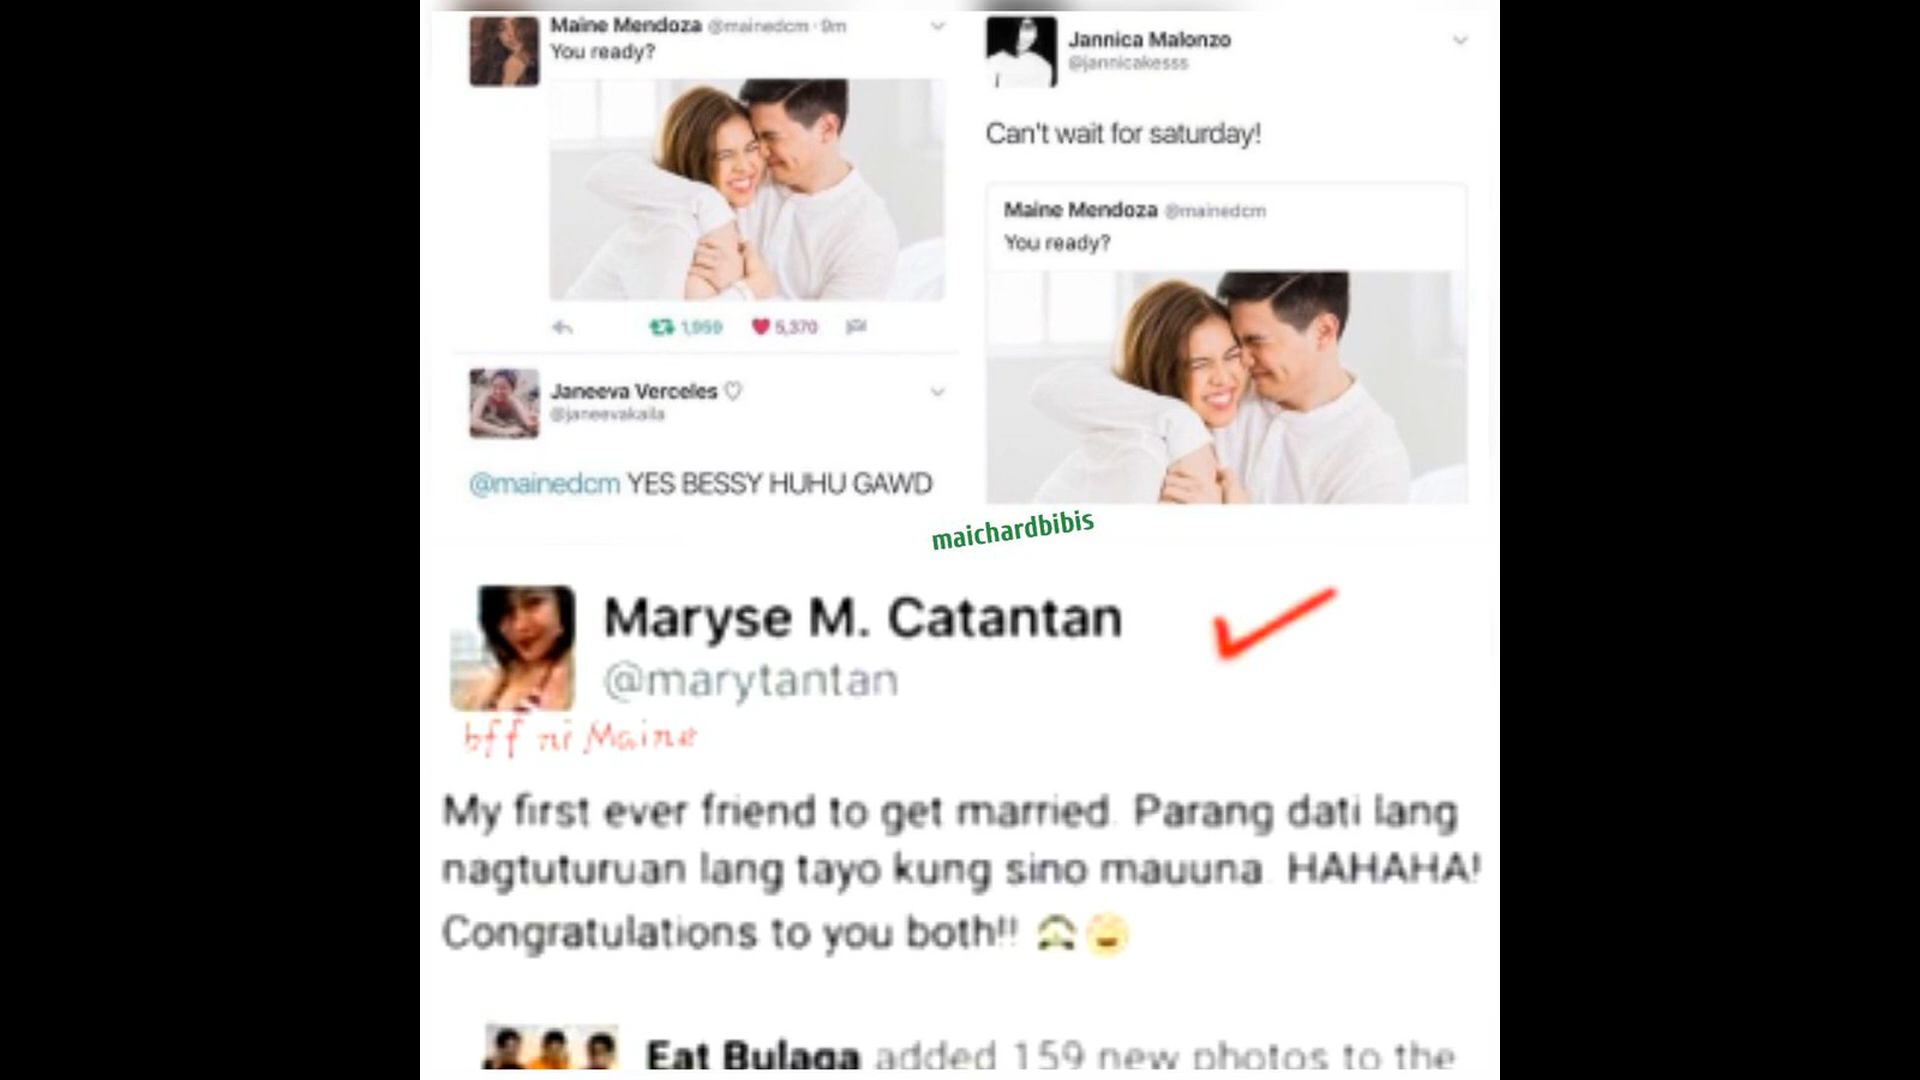 Maine Mendoza @mainedcm · 9m
You ready?
1,959 5,370
Janeeva Verceles ♡
@janeevakaila
@mainedcm YES BESSY HUHU GAWD
Jannica Malonzo
@jannicakesss
Can't wait for saturday!
Maine Mendoza @mainedcm
You ready?
maichardbibis
Maryse M. Catantan
@marytantan
bff ni Maine
My first ever friend to get married. Parang dati lang
nagtuturuan lang tayo kung sino mauuna. HAHAHA!
Congratulations to you both!!
Eat Bulaga added 159 new photos to the